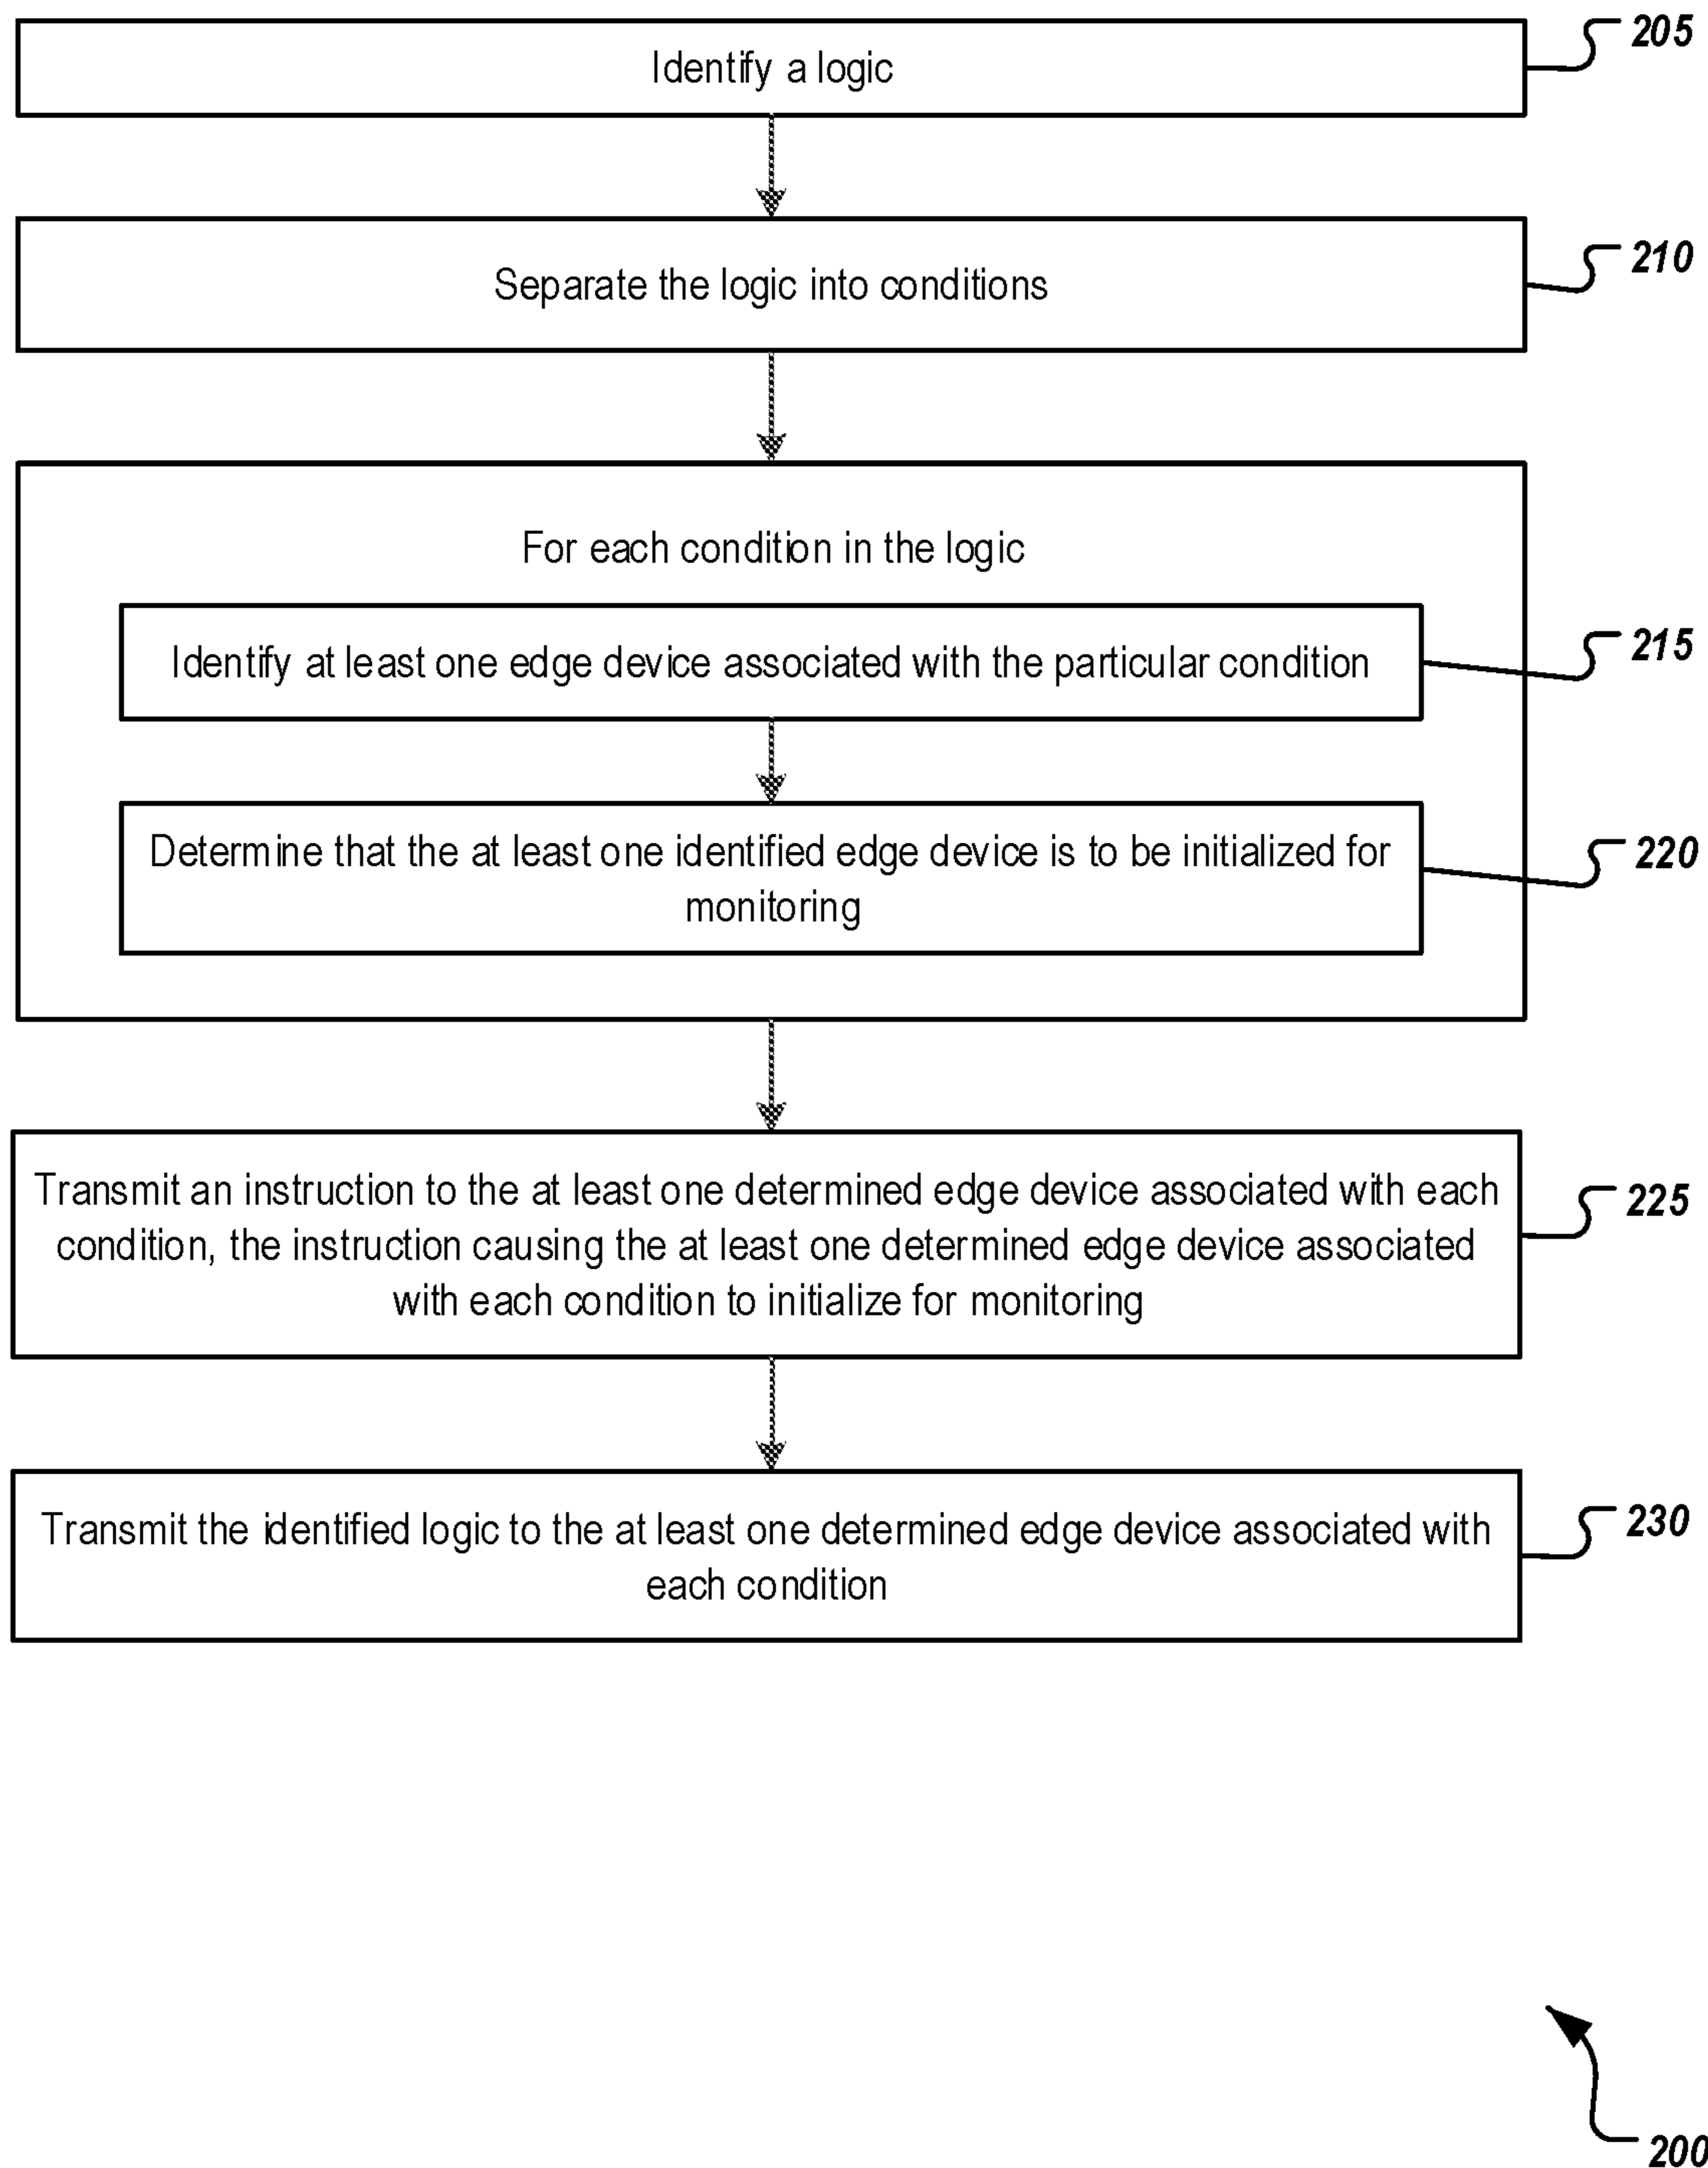 205
Identify a logic
210
Separate the logic into conditions
For each condition in the logic
215
Identify at least one edge device associated with the particular condition
220
Determine that the at least one identified edge device is to be initialized for
monitoring
225
Transmit an instruction to the at least one determined edge device associated with each
condition, the instruction causing the at least one determined edge device associated
with each condition to initialize for monitoring
230
Transmit the identified logic to the at least one determined edge device associated with
each condition
200